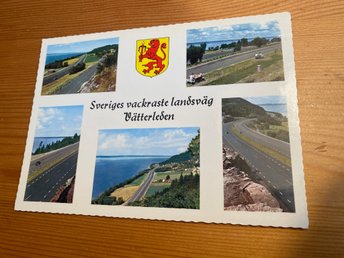 Sveriges vackraste landsväg
Vätterleden